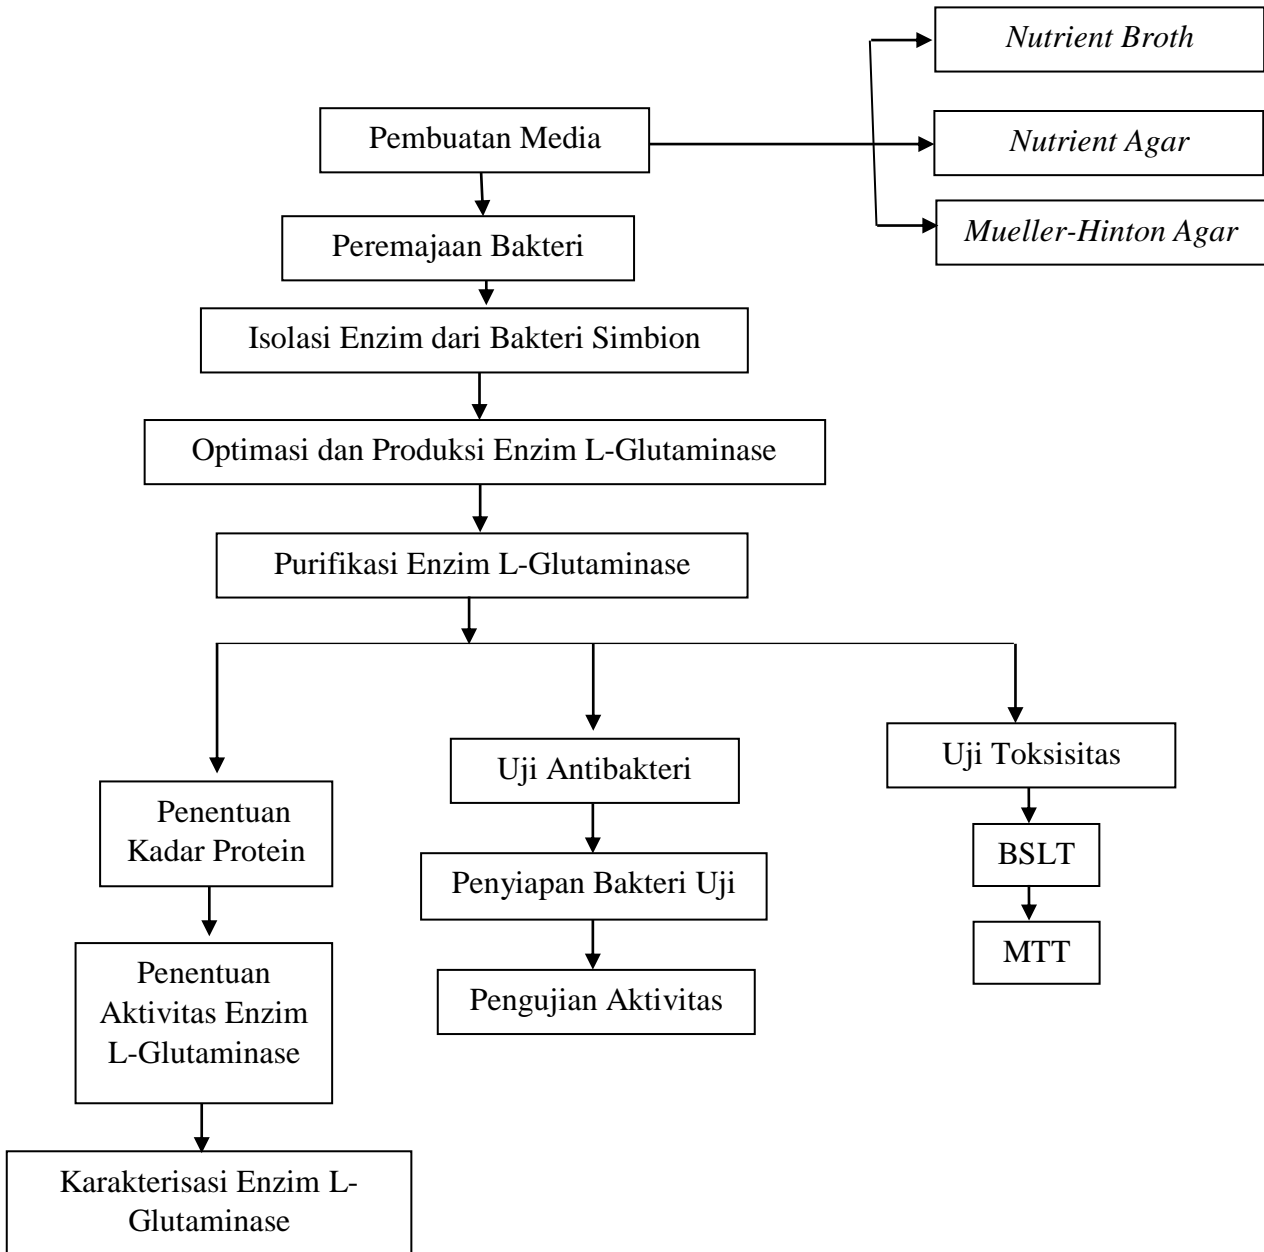 Nutrient Broth
Pembuatan Media
Nutrient Agar
Mueller-Hinton Agar
Peremajaan Bakteri
Isolasi Enzim dari Bakteri Simbion
Optimasi dan Produksi Enzim L-Glutaminase
Purifikasi Enzim L-Glutaminase
Penentuan
Kadar Protein
Penentuan
Aktivitas Enzim
L-Glutaminase
Karakterisasi Enzim L-
Glutaminase
Uji Antibakteri
Penyiapan Bakteri Uji
Pengujian Aktivitas
Uji Toksisitas
BSLT
MTT